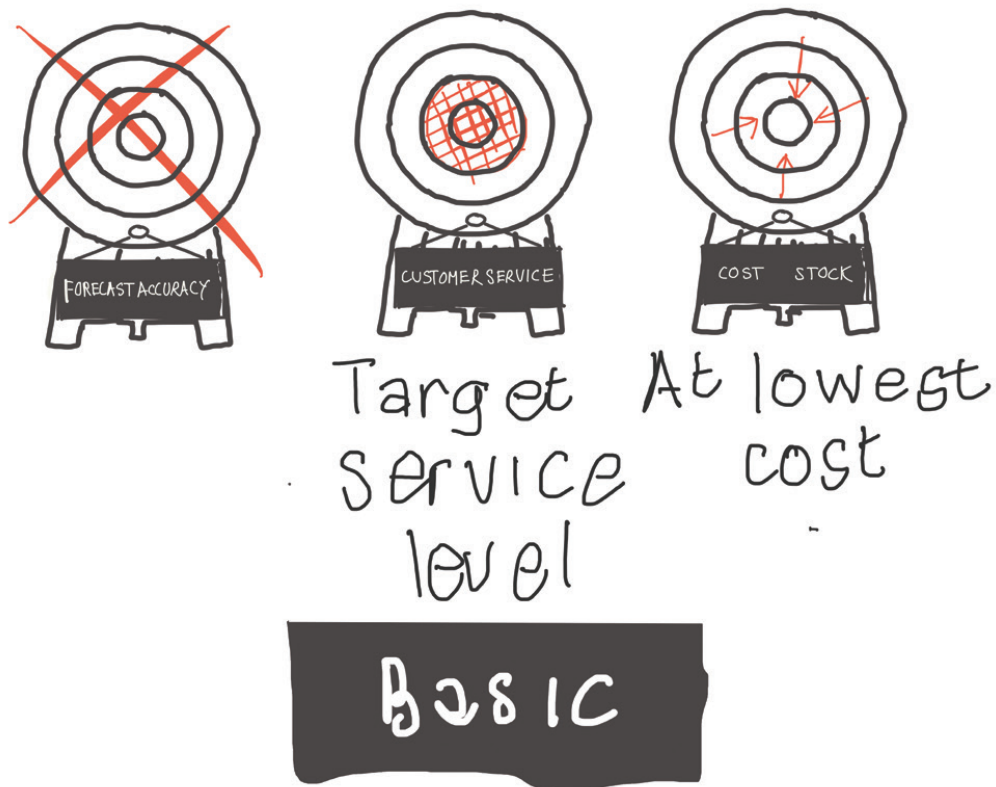 FORECAST ACCURACY
CUSTOMER SERVICE
COST STOCK
Target
service
level
At lowest
cost
Basic